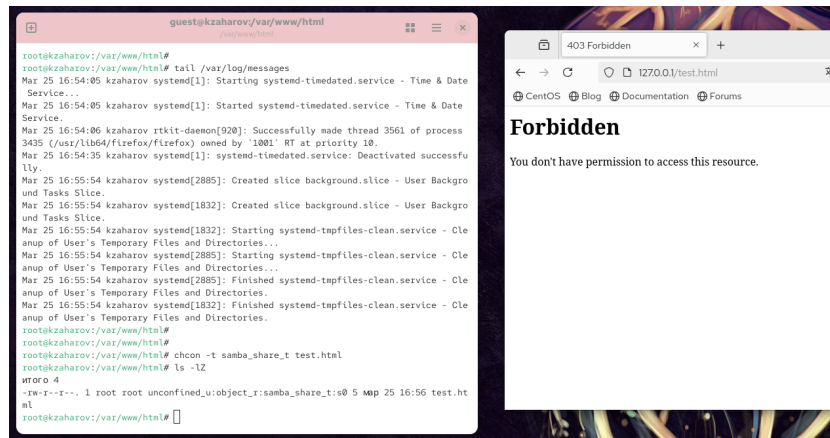 guest@kzaharov:/var/www/html
/var/www/html
root@kzaharov:/var/www/html#
root@kzaharov:/var/www/html# tail /var/log/messages
Mar 25 16:54:05 kzaharov systemd[1]: Starting systemd-timedated.service - Time & Date
 Service...
Mar 25 16:54:05 kzaharov systemd[1]: Started systemd-timedated.service - Time & Date
Service.
Mar 25 16:54:06 kzaharov rtkit-daemon[920]: Successfully made thread 3561 of process
3435 (/usr/lib64/firefox/firefox) owned by '1001' RT at priority 10.
Mar 25 16:54:35 kzaharov systemd[1]: systemd-timedated.service: Deactivated successfu
lly.
Mar 25 16:55:54 kzaharov systemd[2885]: Created slice background.slice - User Backgro
und Tasks Slice.
Mar 25 16:55:54 kzaharov systemd[1832]: Created slice background.slice - User Backgro
und Tasks Slice.
Mar 25 16:55:54 kzaharov systemd[1832]: Starting systemd-tmpfiles-clean.service - Cle
anup of User's Temporary Files and Directories...
Mar 25 16:55:54 kzaharov systemd[2885]: Starting systemd-tmpfiles-clean.service - Cle
anup of User's Temporary Files and Directories...
Mar 25 16:55:54 kzaharov systemd[2885]: Finished systemd-tmpfiles-clean.service - Cle
anup of User's Temporary Files and Directories.
Mar 25 16:55:54 kzaharov systemd[1832]: Finished systemd-tmpfiles-clean.service - Cle
anup of User's Temporary Files and Directories.
root@kzaharov:/var/www/html#
root@kzaharov:/var/www/html#
root@kzaharov:/var/www/html# chcon -t samba_share_t test.html
root@kzaharov:/var/www/html# ls -lZ
итого 4
-rw-r--r--. 1 root root unconfined_u:object_r:samba_share_t:s0 5 мар 25 16:56 test.ht
ml
root@kzaharov:/var/www/html#
403 Forbidden
127.0.0.1/test.html
CentOS Blog Documentation Forums
Forbidden
You don't have permission to access this resource.